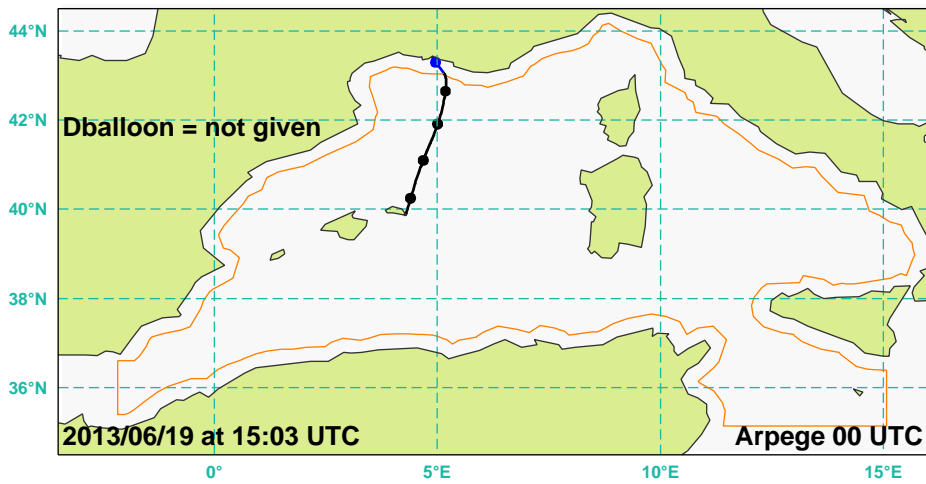 44°N
42°N
Dballoon = not given
40°N
38°N
36°N
2013/06/19 at 15:03 UTC
Arpege 00 UTC
0°
5°E
10°E
15°E